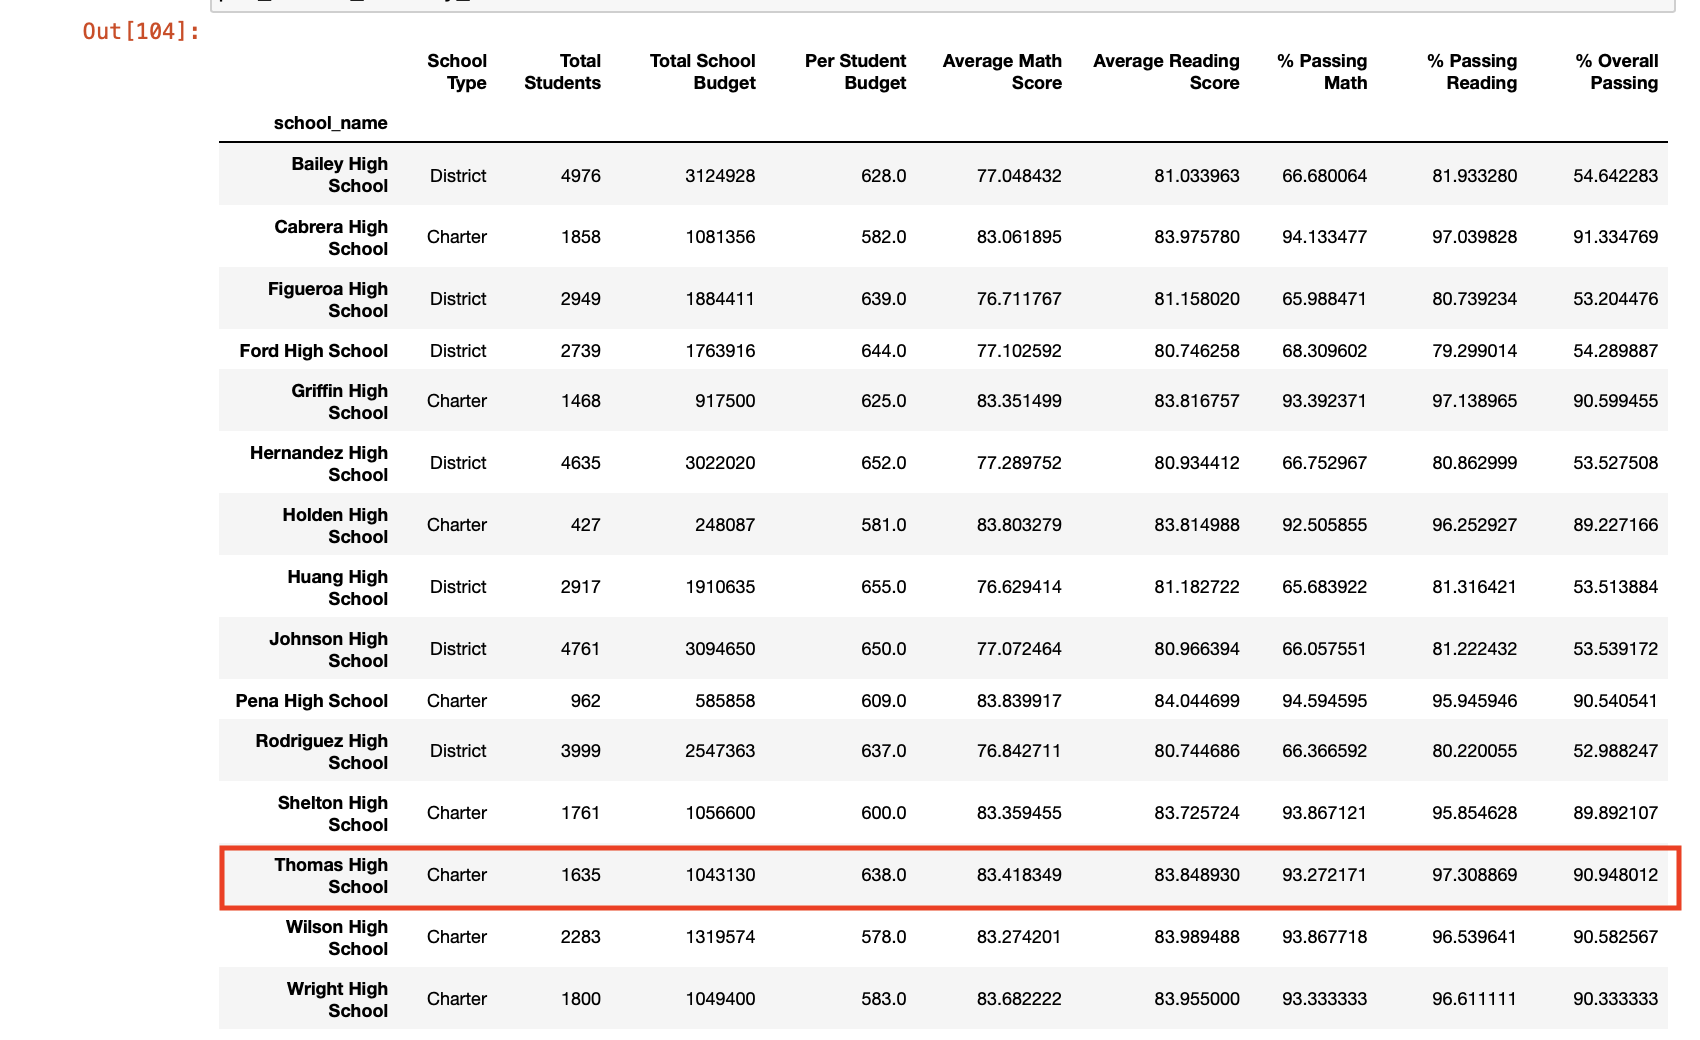 Out[104]:
School Type Total Students Total School Budget Per Student Budget Average Math Score Average Reading Score % Passing Math % Passing Reading % Overall Passing
school_name
Bailey High School District 4976 3124928 628.0 77.048432 81.033963 66.680064 81.933280 54.642283
Cabrera High School Charter 1858 1081356 582.0 83.061895 83.975780 94.133477 97.039828 91.334769
Figueroa High School District 2949 1884411 639.0 76.711767 81.158020 65.988471 80.739234 53.204476
Ford High School District 2739 1763916 644.0 77.102592 80.746258 68.309602 79.299014 54.289887
Griffin High School Charter 1468 917500 625.0 83.351499 83.816757 93.392371 97.138965 90.599455
Hernandez High School District 4635 3022020 652.0 77.289752 80.934412 66.752967 80.862999 53.527508
Holden High School Charter 427 248087 581.0 83.803279 83.814988 92.505855 96.252927 89.227166
Huang High School District 2917 1910635 655.0 76.629414 81.182722 65.683922 81.316421 53.513884
Johnson High School District 4761 3094650 650.0 77.072464 80.966394 66.057551 81.222432 53.539172
Pena High School Charter 962 585858 609.0 83.839917 84.044699 94.594595 95.945946 90.540541
Rodriguez High School District 3999 2547363 637.0 76.842711 80.744686 66.366592 80.220055 52.988247
Shelton High School Charter 1761 1056600 600.0 83.359455 83.725724 93.867121 95.854628 89.892107
Thomas High School Charter 1635 1043130 638.0 83.418349 83.848930 93.272171 97.308869 90.948012
Wilson High School Charter 2283 1319574 578.0 83.274201 83.989488 93.867718 96.539641 90.582567
Wright High School Charter 1800 1049400 583.0 83.682222 83.955000 93.333333 96.611111 90.333333